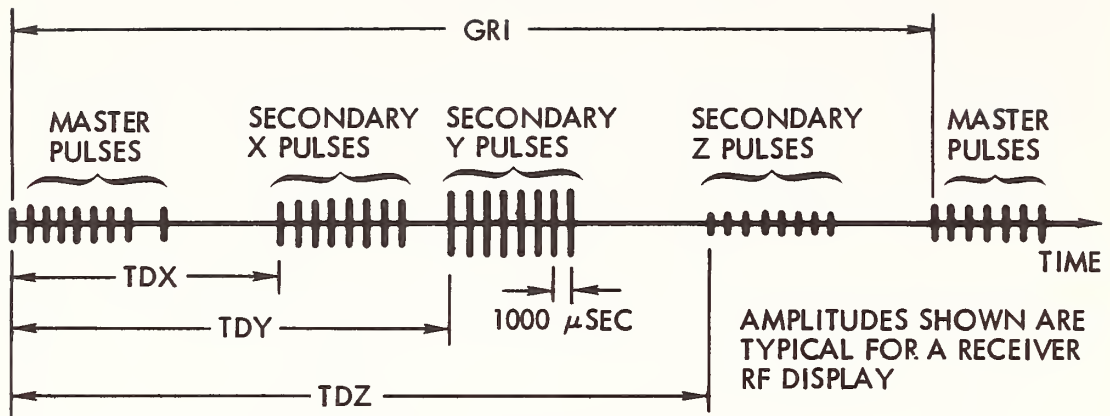 GRI
MASTER
PULSES
SECONDARY
X PULSES
SECONDARY
Y PULSES
SECONDARY
Z PULSES
MASTER
PULSES
TIME
TDX
1000 μSEC
TDY
TDZ
AMPLITUDES SHOWN ARE
TYPICAL FOR A RECEIVER
RF DISPLAY